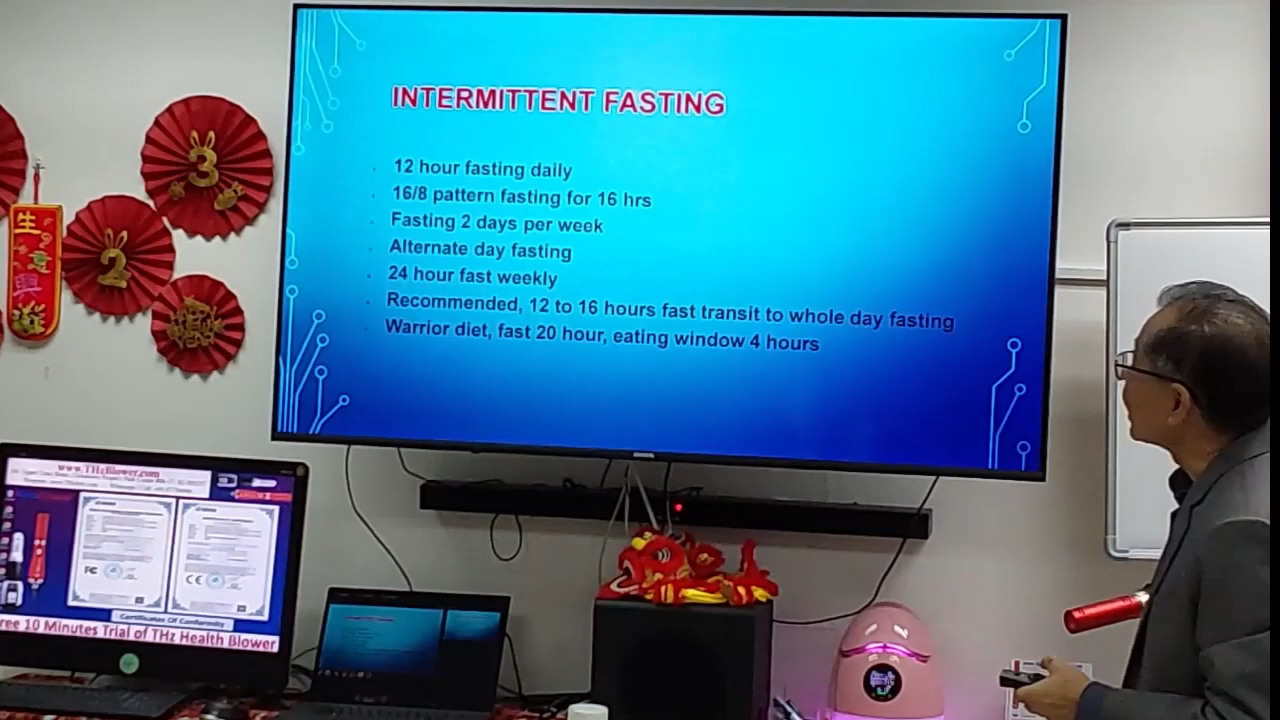 INTERMITTENT FASTING
12 hour fasting daily
16/8 pattern fasting for 16 hrs
Fasting 2 days per week
Alternate day fasting
24 hour fast weekly
Recommended, 12 to 16 hours fast transit to whole day fasting
Warrior diet, fast 20 hour, eating window 4 hours
3
2
生
www.THzBlower.com
FC
CE
Certificates Of Conformity
ree 10 Minutes Trial of THz Health Blower